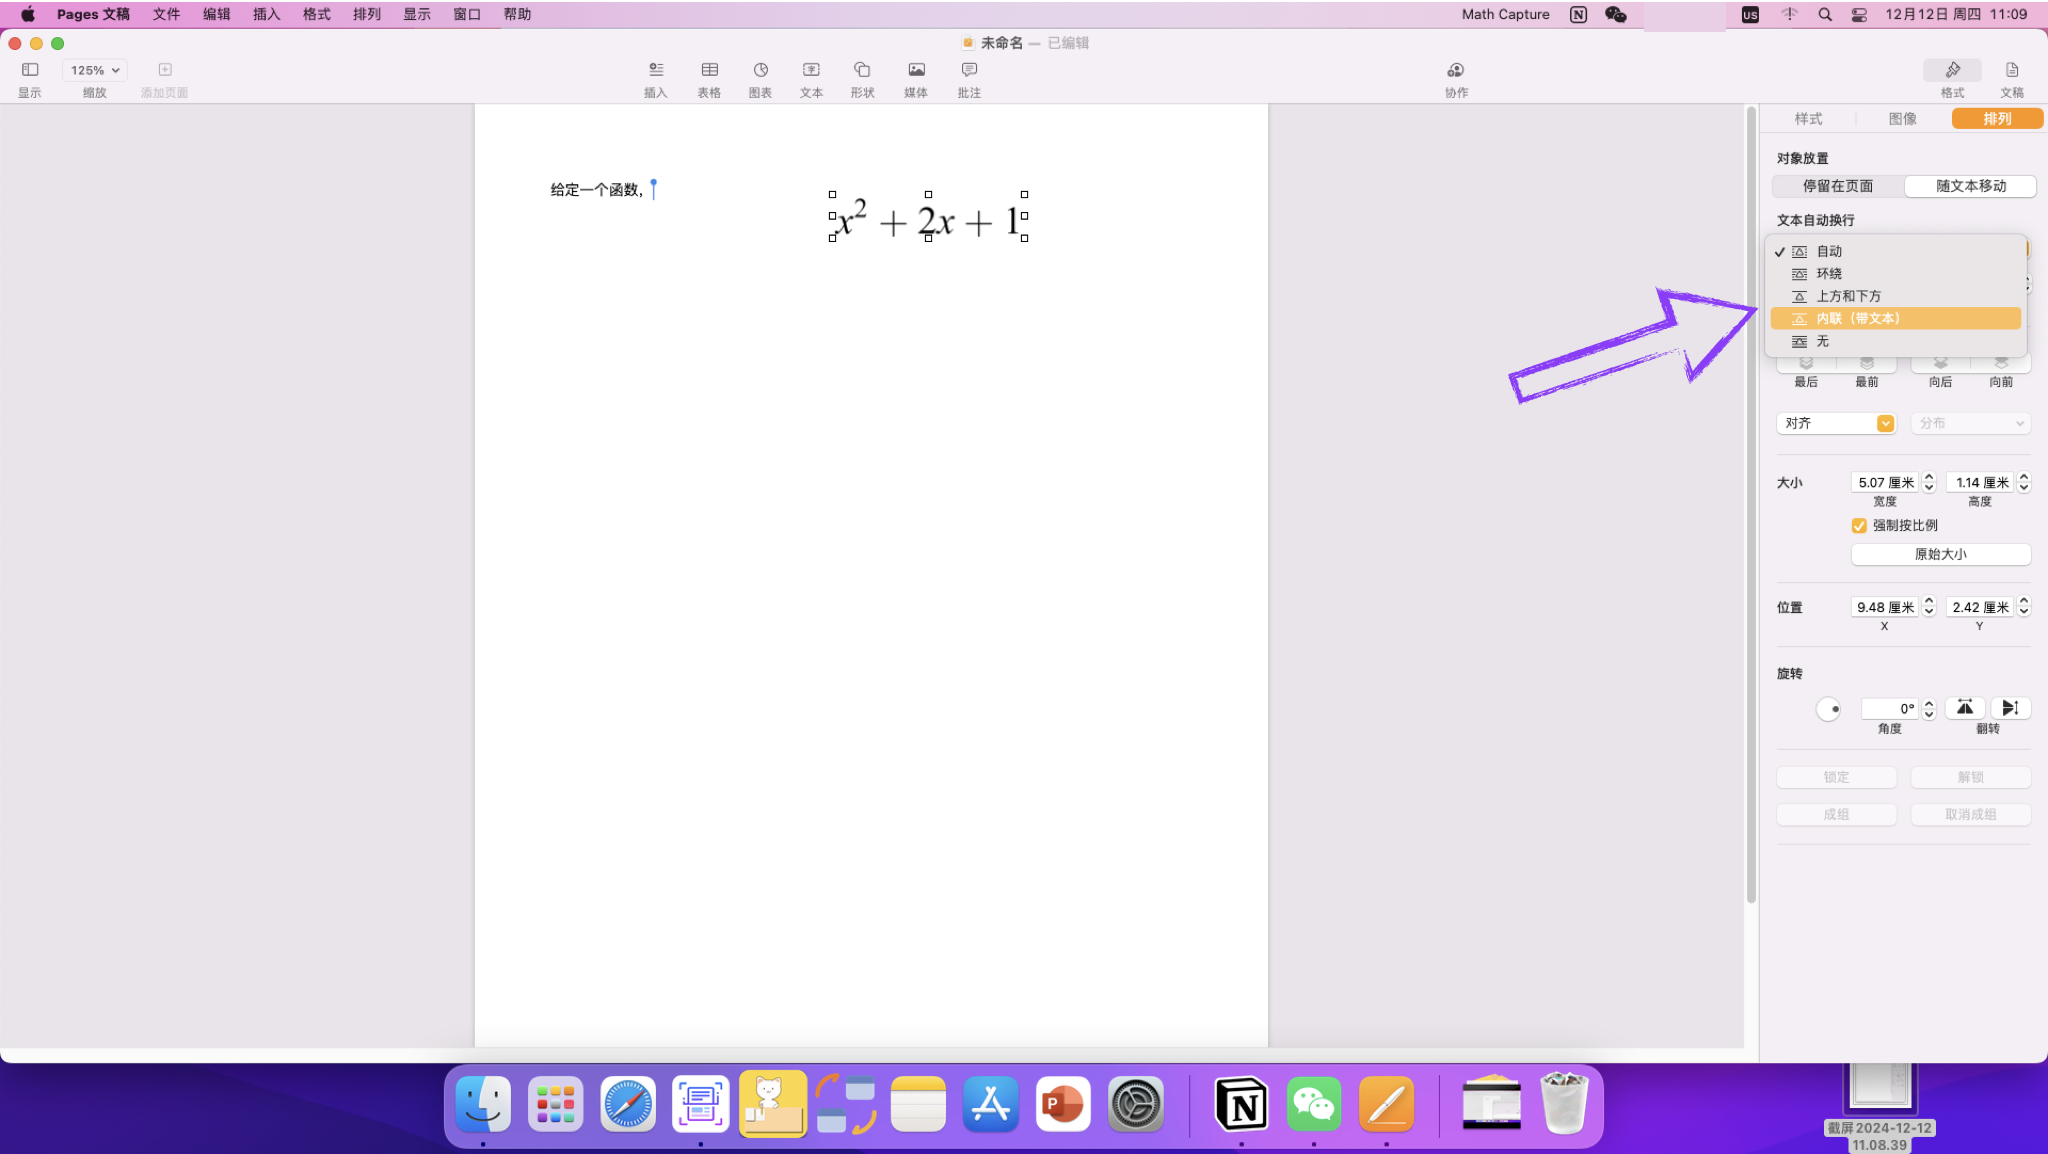 Pages 文稿 文件 编辑 插入 格式 排列 显示 窗口 帮助 Math Capture US 12月12日 周四 11:09
未命名 — 已编辑
125%
显示 缩放 添加页面 插入 表格 图表 文本 形状 媒体 批注 协作 格式 文稿
样式 图像 排列
对象放置
停留在页面 随文本移动
给定一个函数,
x² + 2x + 1
文本自动换行
自动
环绕
上方和下方
内联（带文本）
无
最后 最前 向后 向前
对齐 分布
大小 5.07 厘米 1.14 厘米
宽度 高度
强制按比例
原始大小
位置 9.48 厘米 2.42 厘米
X Y
旋转
0°
角度 翻转
锁定 解锁
成组 取消成组
截屏2024-12-12
11.08.39